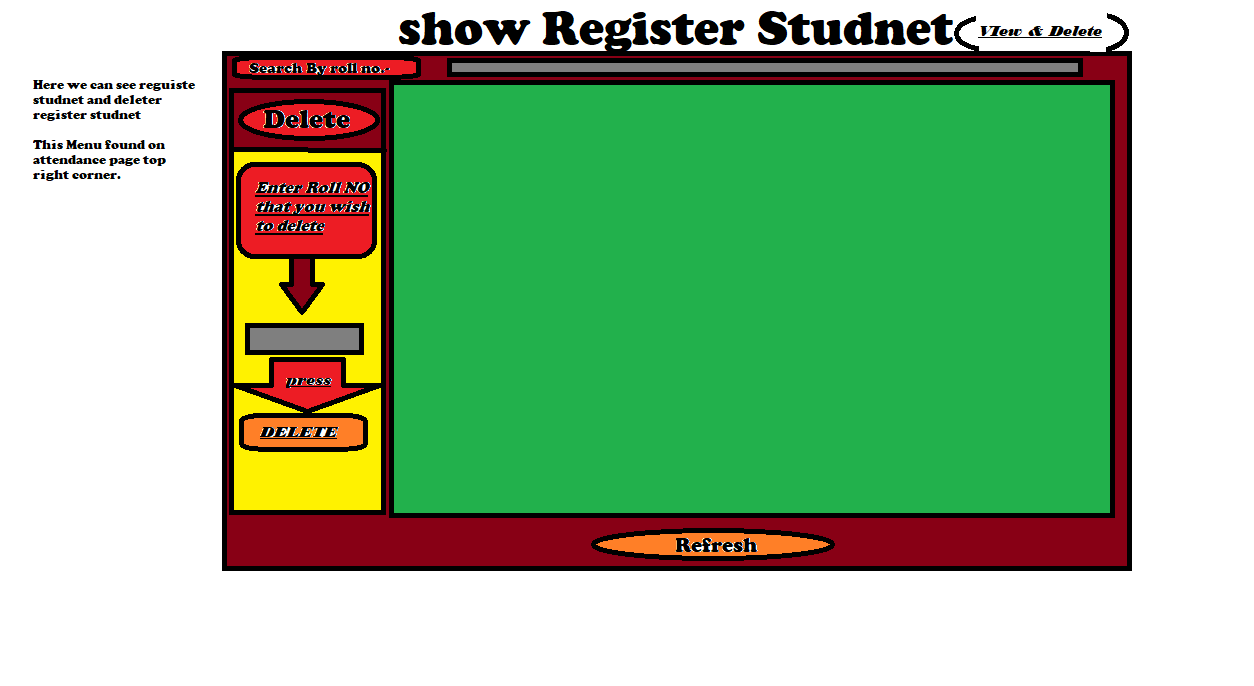 show Register Studnet
VIew & Delete
Search By roll no.-
Here we can see reguiste
studnet and deleter
register studnet
This Menu found on
attendance page top
right corner.
Delete
Enter Roll NO
that you wish
to delete
press
DELETE
Refresh